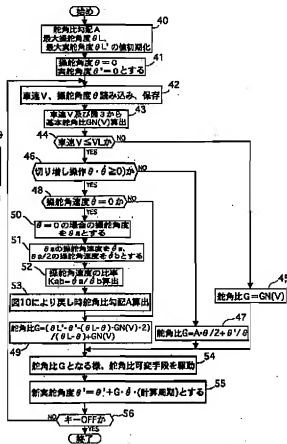 始め
40
舵角比勾配A
最大操舵角度θL、
最大実舵角度θL'の値初期化
41
操舵角度θ=0
実舵角度θ'=0とする
42
車速V、操舵角度θ読み込み、保存
43
車速V及び図3から
基本舵角比GN(V)算出
44
車速V≦VLか
NO
YES
46
切り増し操作θ・θ̇≧0)か
NO
YES
48
操舵角速度θ̇=0か
NO
50
YES
θ̇=0の場合の操舵角度
をθaとする
51
θaの操舵角速度θ̇a、
θa/2の操舵角速度をθ̇bとする
52
操舵角速度の比率
Kab=θ̇a/θ̇b算出
53
図10により戻し時舵角比勾配A算出
45
舵角比G=GN(V)
47
舵角比G=(θL'-θ'-(θL-θ)・GN(V)・2)
/(θL-θ)+GN(V)
舵角比G=A・θ/2+θ'/θ
49
54
舵角比Gとなる様、舵角比可変手段を駆動
55
新実舵角度θ'=θ'+G・θ̇・(計算周期)とする
56
キーOFFか
NO
YES
終了